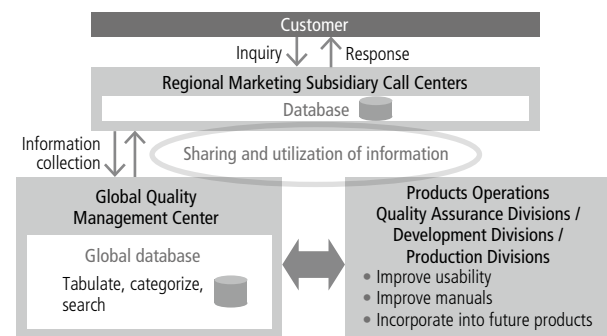 Customer
Inquiry
Response
Regional Marketing Subsidiary Call Centers
Database
Information
collection
Sharing and utilization of information
Global Quality
Management Center
Global database
Tabulate, categorize,
search
Products Operations
Quality Assurance Divisions /
Development Divisions /
Production Divisions
• Improve usability
• Improve manuals
• Incorporate into future products